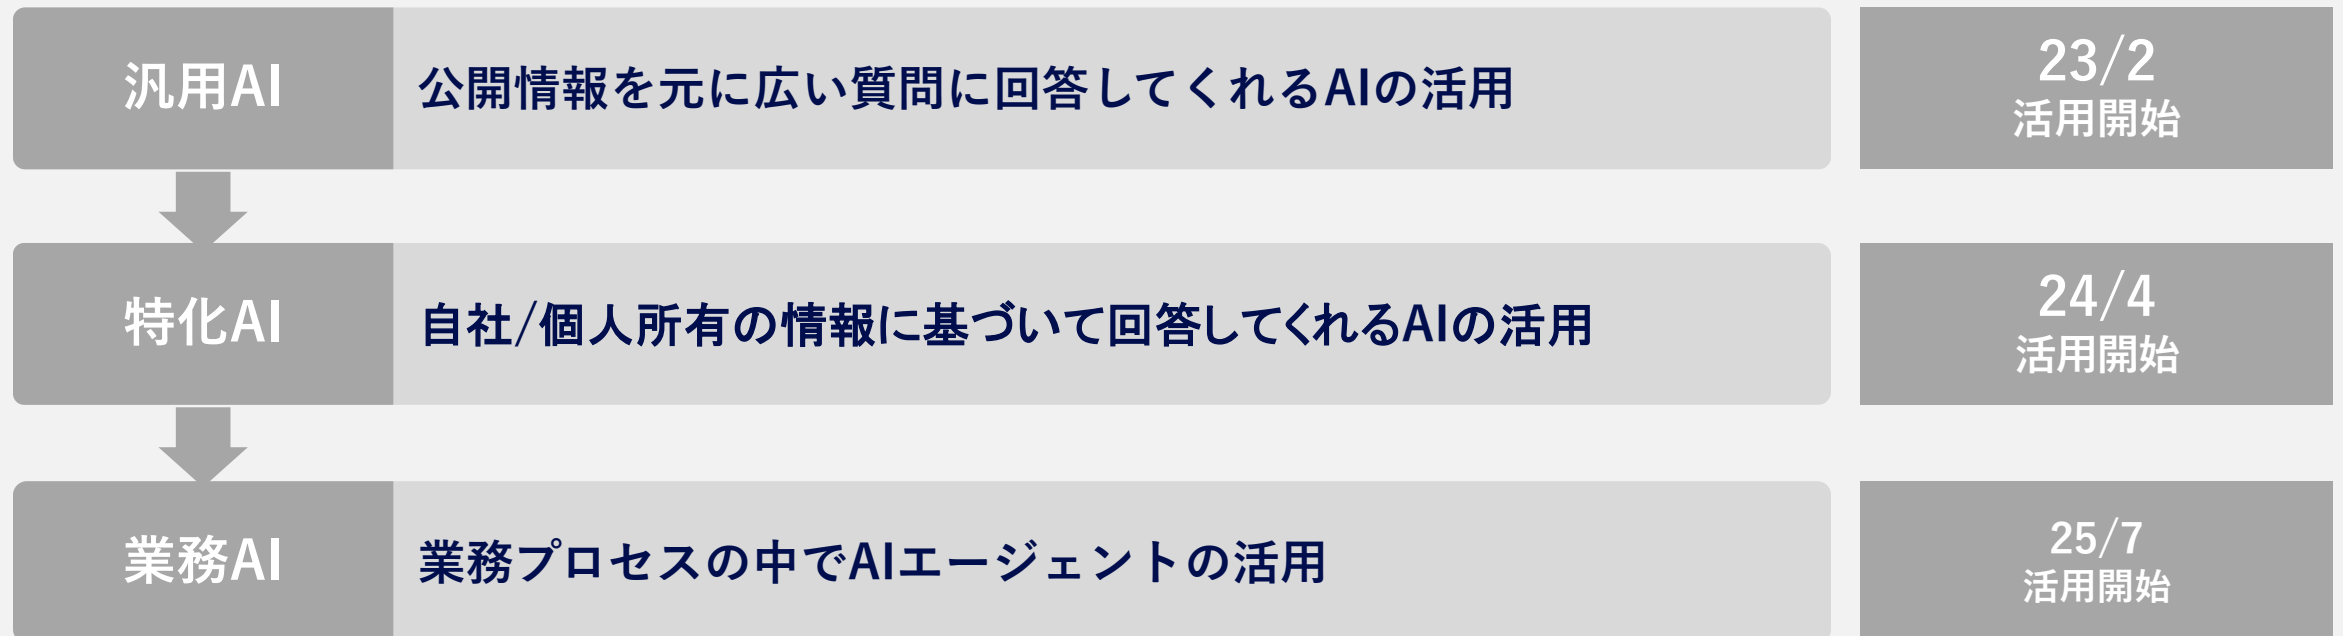 汎用AI
公開情報を元に広い質問に回答してくれるAIの活用
23/2
活用開始
特化AI
自社/個人所有の情報に基づいて回答してくれるAIの活用
24/4
活用開始
業務AI
業務プロセスの中でAIエージェントの活用
25/7
活用開始